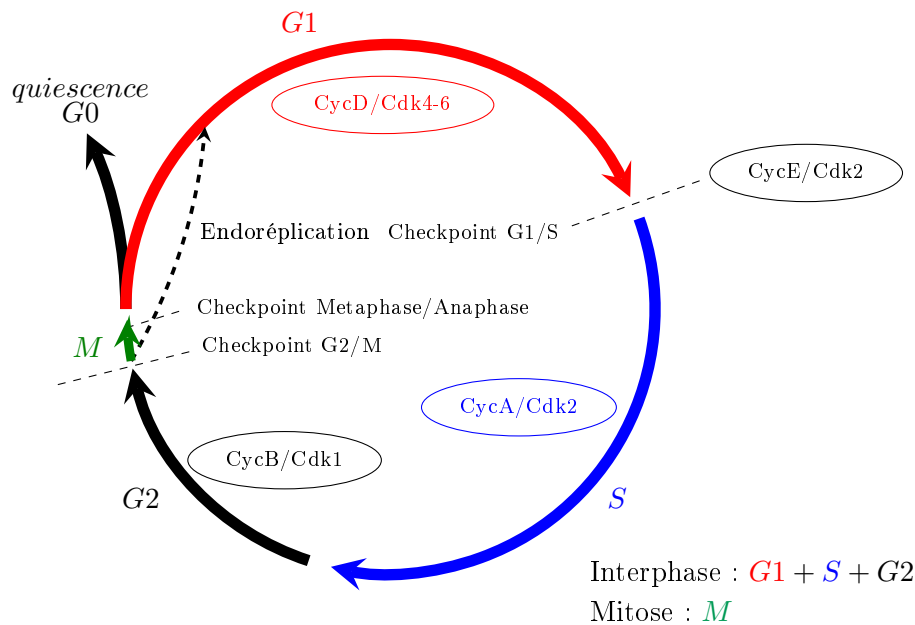 G1
quiescence
G0
CycD/Cdk4-6
CycE/Cdk2
Endoréplication
Checkpoint G1/S
Checkpoint Metaphase/Anaphase
M
Checkpoint G2/M
CycA/Cdk2
CycB/Cdk1
G2
S
Interphase : G1 + S + G2
Mitose : M